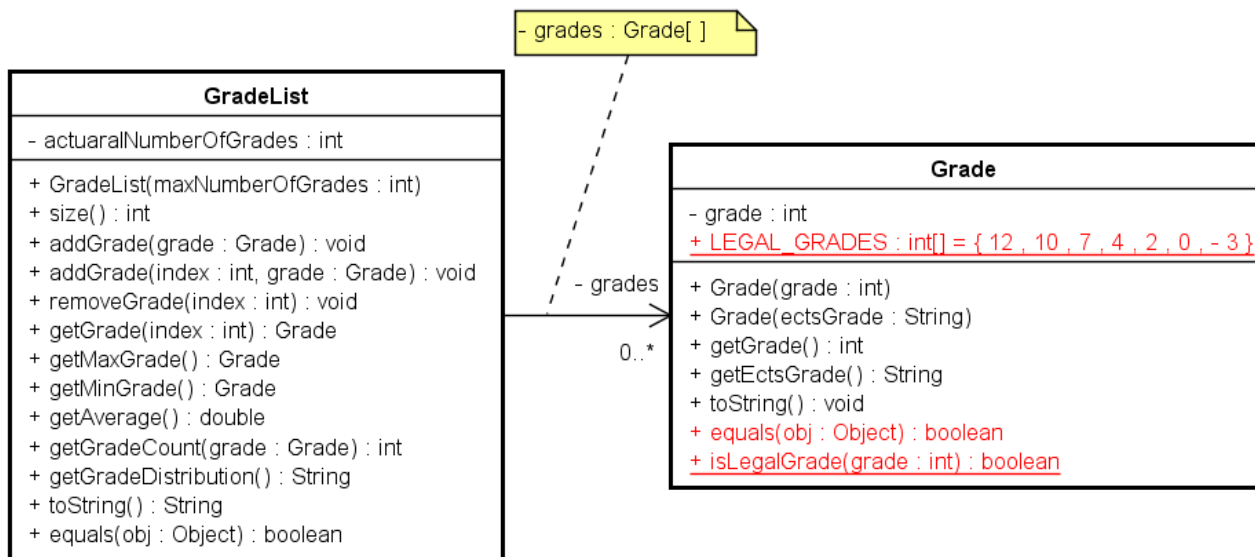 - grades : Grade[ ]
GradeList
- actuaralNumberOfGrades : int
+ GradeList(maxNumberOfGrades : int)
+ size() : int
+ addGrade(grade : Grade) : void
+ addGrade(index : int, grade : Grade) : void
+ removeGrade(index : int) : void
+ getGrade(index : int) : Grade
+ getMaxGrade() : Grade
+ getMinGrade() : Grade
+ getAverage() : double
+ getGradeCount(grade : Grade) : int
+ getGradeDistribution() : String
+ toString() : String
+ equals(obj : Object) : boolean
- grades
0..*
Grade
- grade : int
+ LEGAL_GRADES : int[] = { 12 , 10 , 7 , 4 , 2 , 0 , - 3 }
+ Grade(grade : int)
+ Grade(ectsGrade : String)
+ getGrade() : int
+ getEctsGrade() : String
+ toString() : void
+ equals(obj : Object) : boolean
+ isLegalGrade(grade : int) : boolean